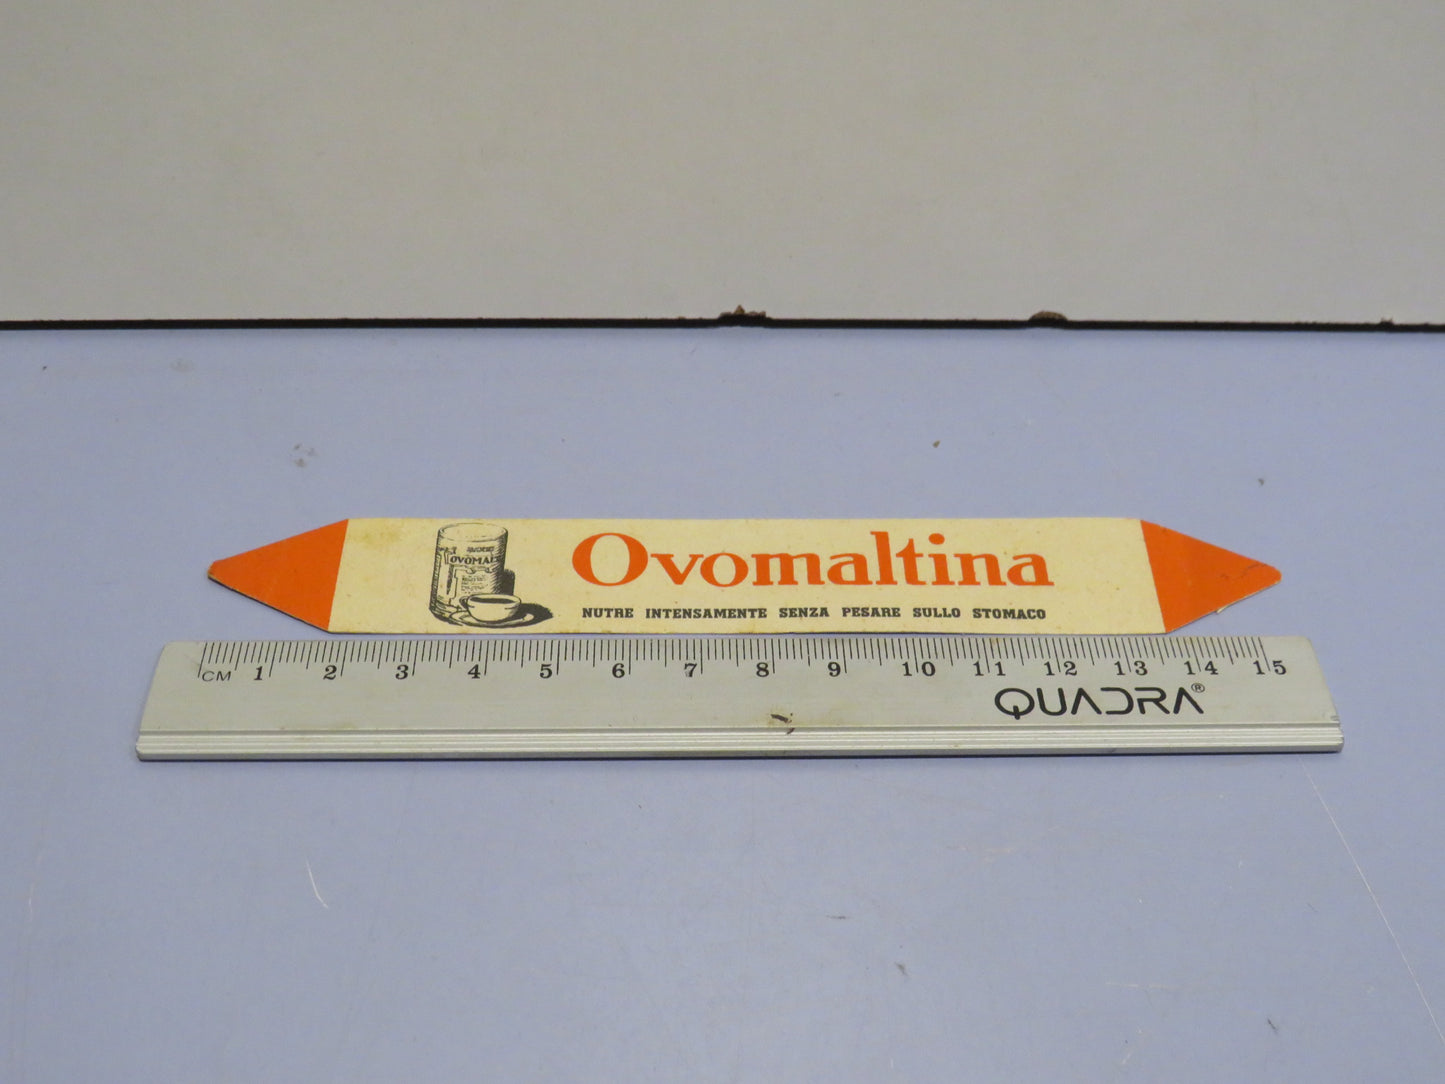 OVOMALT
Ovomaltina
NUTRE INTENSAMENTE SENZA PESARE SULLO STOMACO
CM 1 2 3 4 5 6 7 8 9 10 11 12 13 14 15
QUADRA®